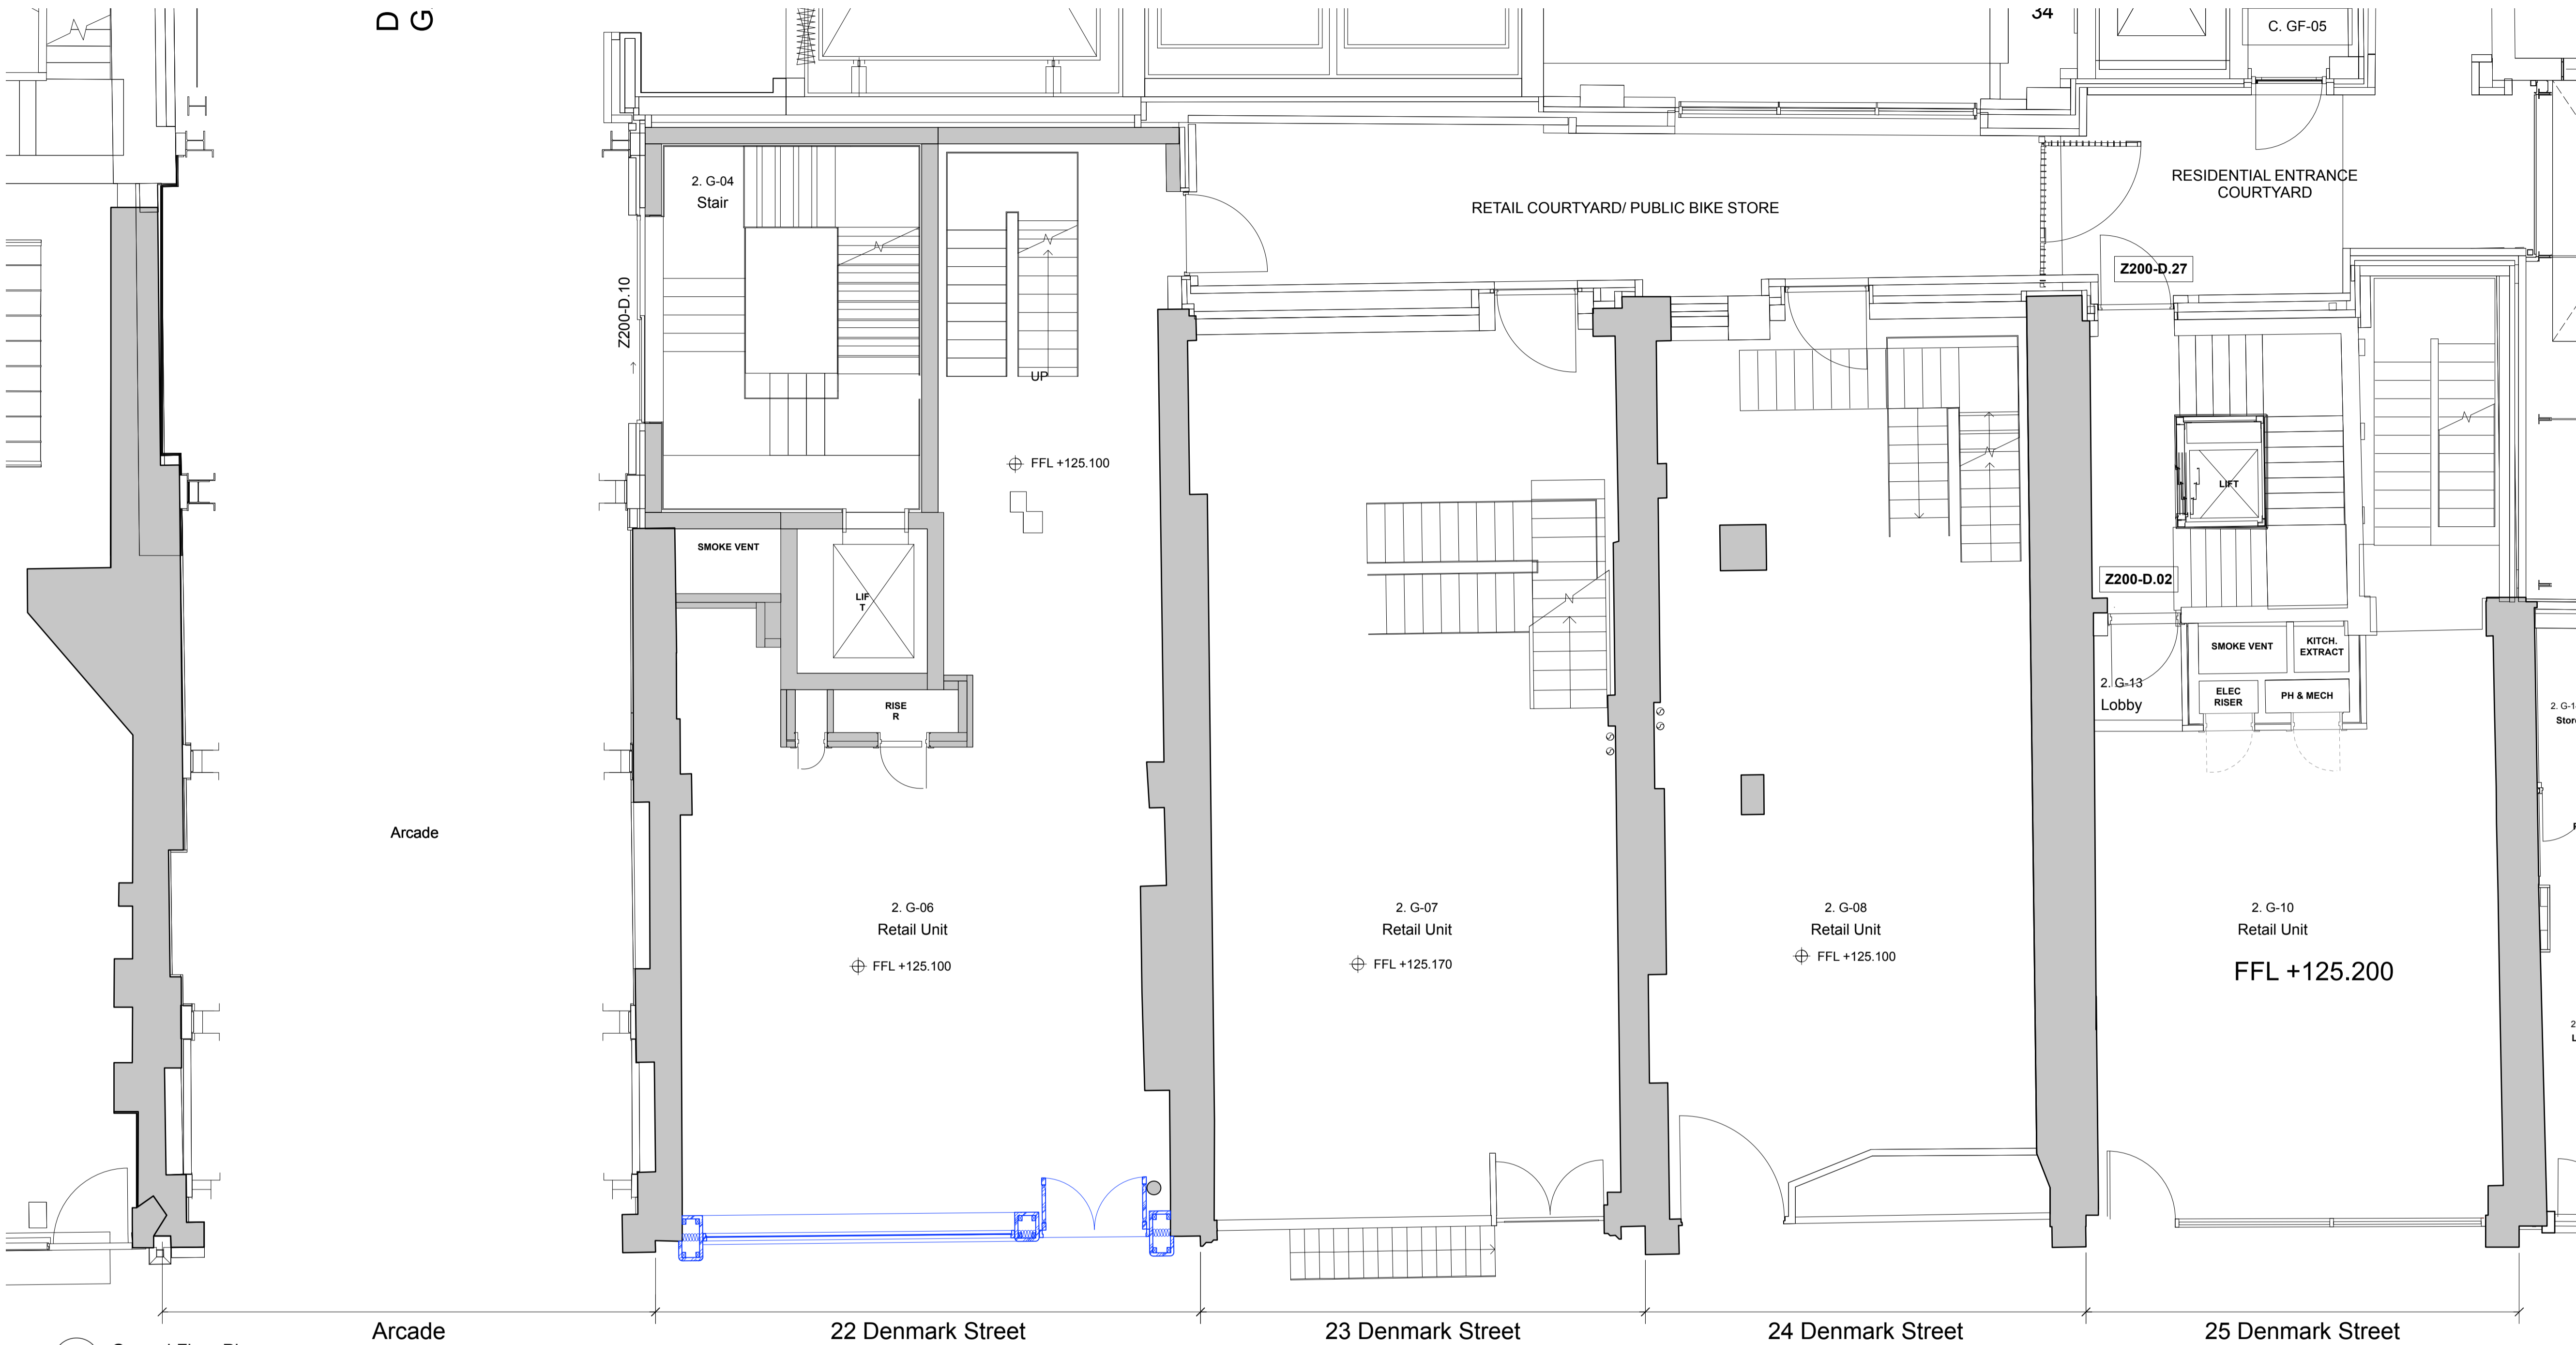 D
G
34
C. GF-05
2. G-04
Stair
RETAIL COURTYARD/ PUBLIC BIKE STORE
RESIDENTIAL ENTRANCE
COURTYARD
Z200-D.27
Z200-D.10
UP
FFL +125.100
LIFT
SMOKE VENT
LIF
T
Z200-D.02
SMOKE VENT
KITCH.
EXTRACT
2. G-13
Lobby
ELEC
RISER
PH & MECH
RISE
R
Arcade
2. G-06
Retail Unit
FFL +125.100
2. G-07
Retail Unit
FFL +125.170
2. G-08
Retail Unit
FFL +125.100
2. G-10
Retail Unit
FFL +125.200
Arcade
22 Denmark Street
23 Denmark Street
24 Denmark Street
25 Denmark Street